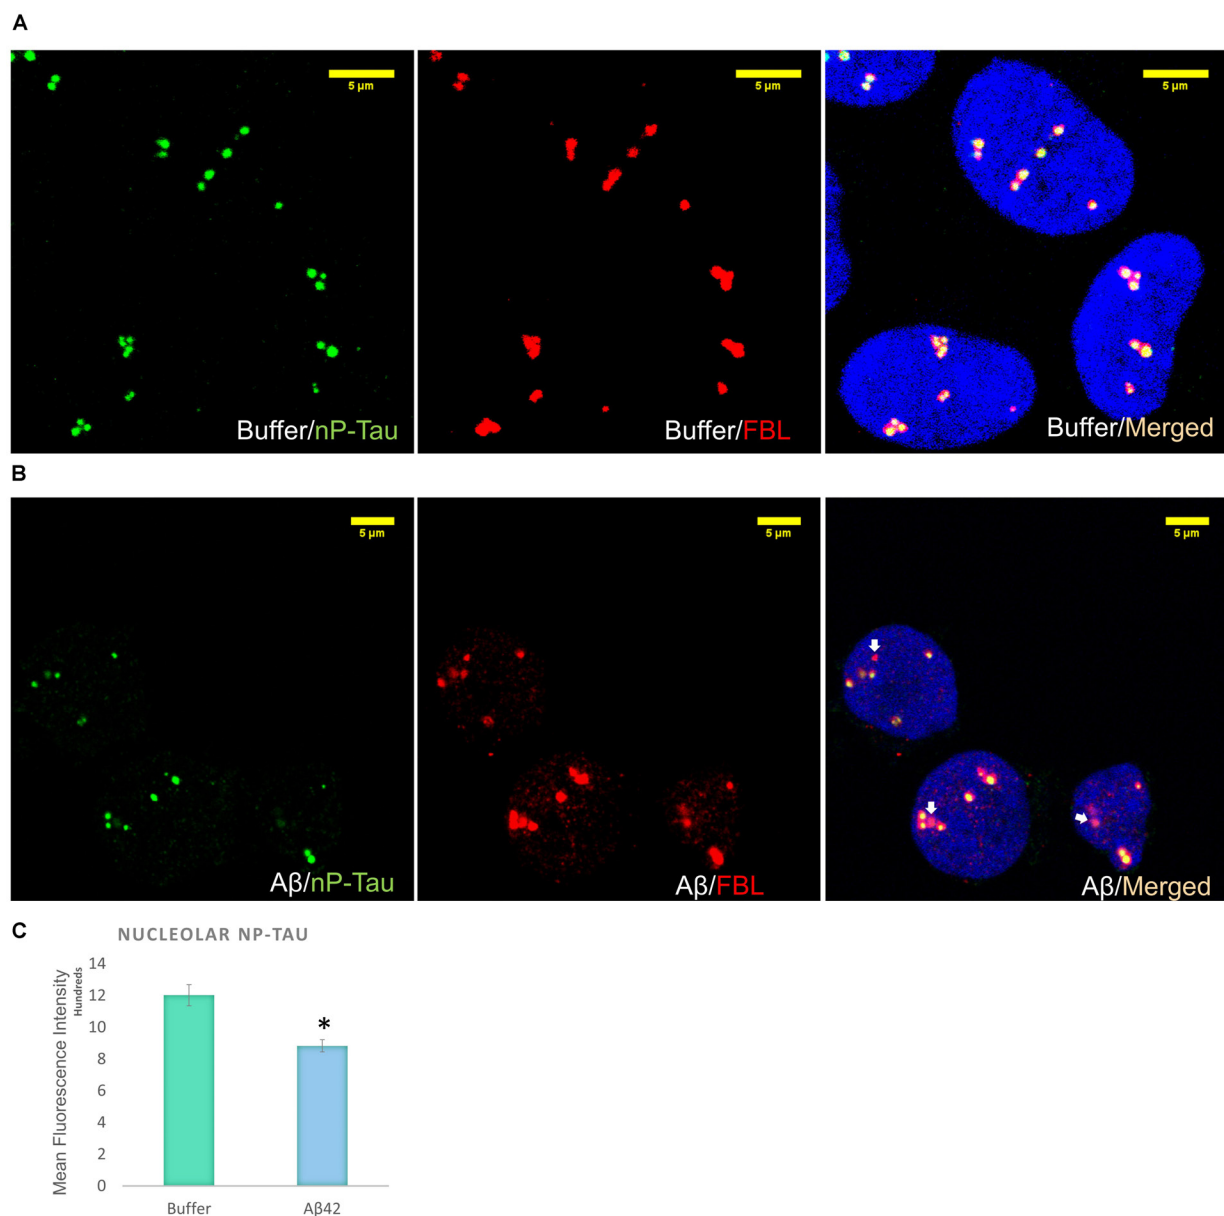 A
5 µm
5 µm
5 µm
Buffer/nP-Tau
Buffer/FBL
Buffer/Merged
B
5 µm
5 µm
5 µm
Aβ/nP-Tau
Aβ/FBL
Aβ/Merged
C
NUCLEOLAR NP-TAU
Mean Fluorescence Intensity
Hundreds
14
12
10
8
6
4
2
0
*
Buffer
Aβ42